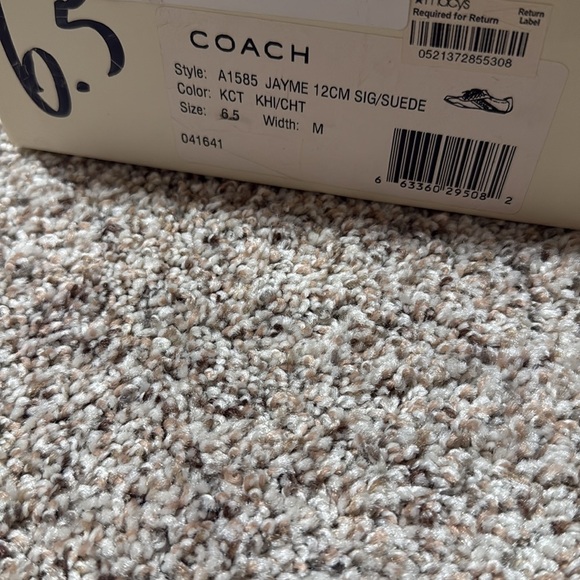 6.5
★macys
Required for Return
Return
Label
0521372855308
COACH
Style: A1585 JAYME 12CM SIG/SUEDE
Color: KCT KHI/CHT
Size: 6.5 Width: M
041641
6 63360 29508 2